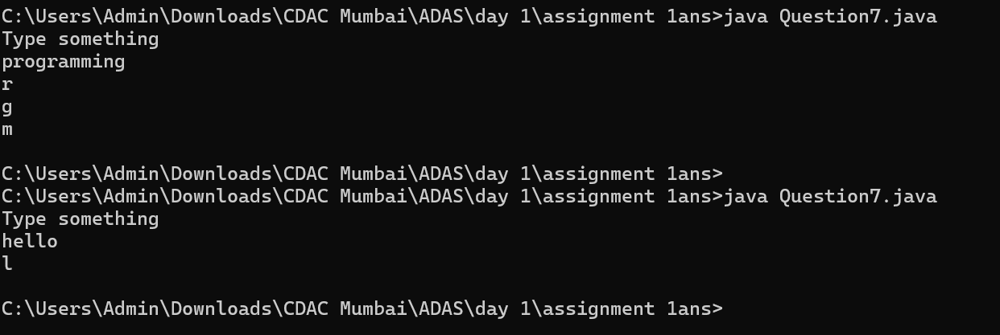 C:\Users\Admin\Downloads\CDAC Mumbai\ADAS\day 1\assignment 1ans>java Question7.java
Type something
programming
r
g
m
C:\Users\Admin\Downloads\CDAC Mumbai\ADAS\day 1\assignment 1ans>
C:\Users\Admin\Downloads\CDAC Mumbai\ADAS\day 1\assignment 1ans>java Question7.java
Type something
hello
l
C:\Users\Admin\Downloads\CDAC Mumbai\ADAS\day 1\assignment 1ans>